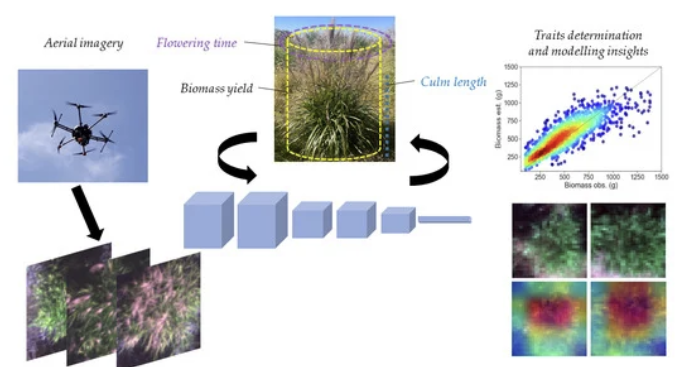 Aerial imagery
Flowering time
Biomass yield
Culm length
Traits determination
and modelling insights
Biomass est. (g)
1500
1250
1000
750
500
250
250 500 750 1000 1250 1500
Biomass obs. (g)